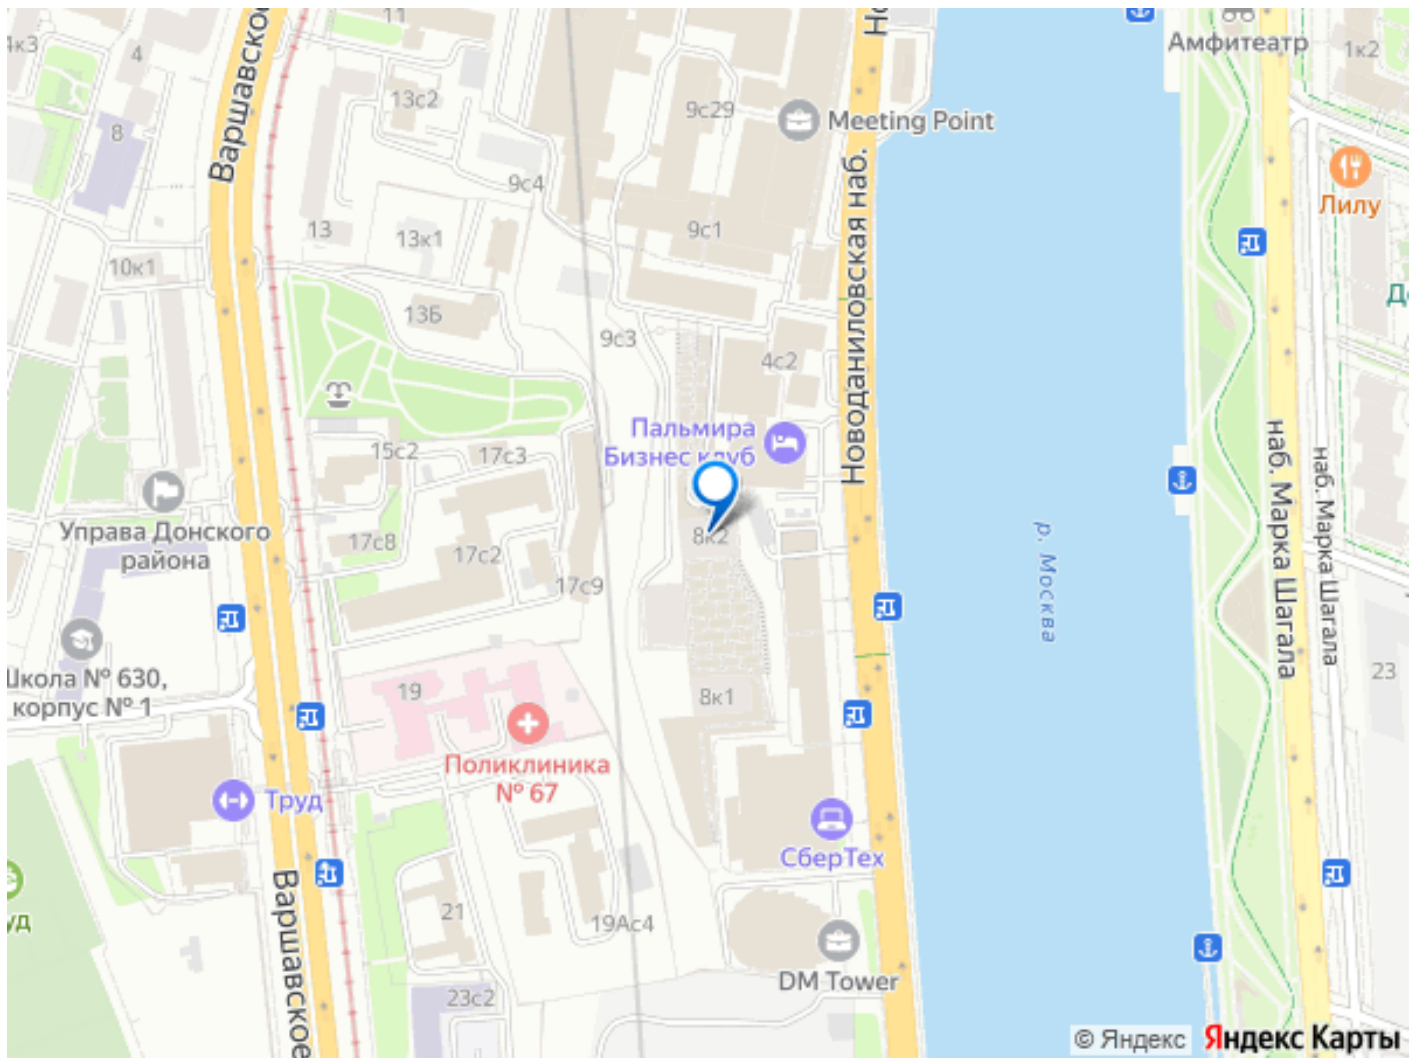 4к3
4
11
8
Варшавское
13с2
9с29
Meeting Point
Амфитеатр
1к2
Лилу
9с4
9с1
13
13к1
10к1
13Б
9с3
4с2
Новоданиловская наб.
Пальмира
Бизнес клуб
15с2
17с3
Управа Донского
района
17с8
17с2
17с9
8к2
р. Москва
наб. Марка Шагала
наб. Марка Шагала
23
Школа № 630,
корпус № 1
19
8к1
Поликлиника
№ 67
Труд
СберТех
21
19Ас4
Варшавское
DM Tower
23с2
© Яндекс
Яндекс Карты